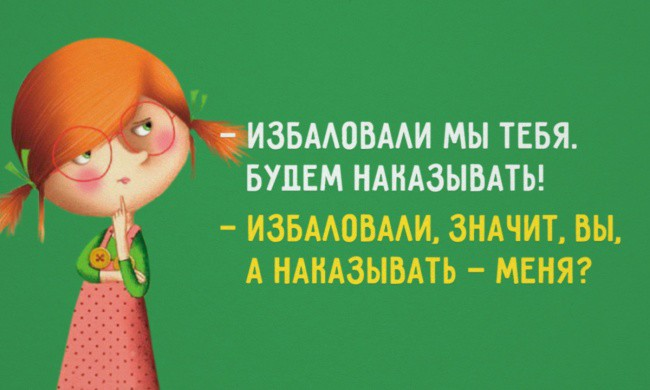 – ИЗБАЛОВАЛИ МЫ ТЕБЯ.
БУДЕМ НАКАЗЫВАТЬ!
– ИЗБАЛОВАЛИ, ЗНАЧИТ, ВЫ,
А НАКАЗЫВАТЬ – МЕНЯ?